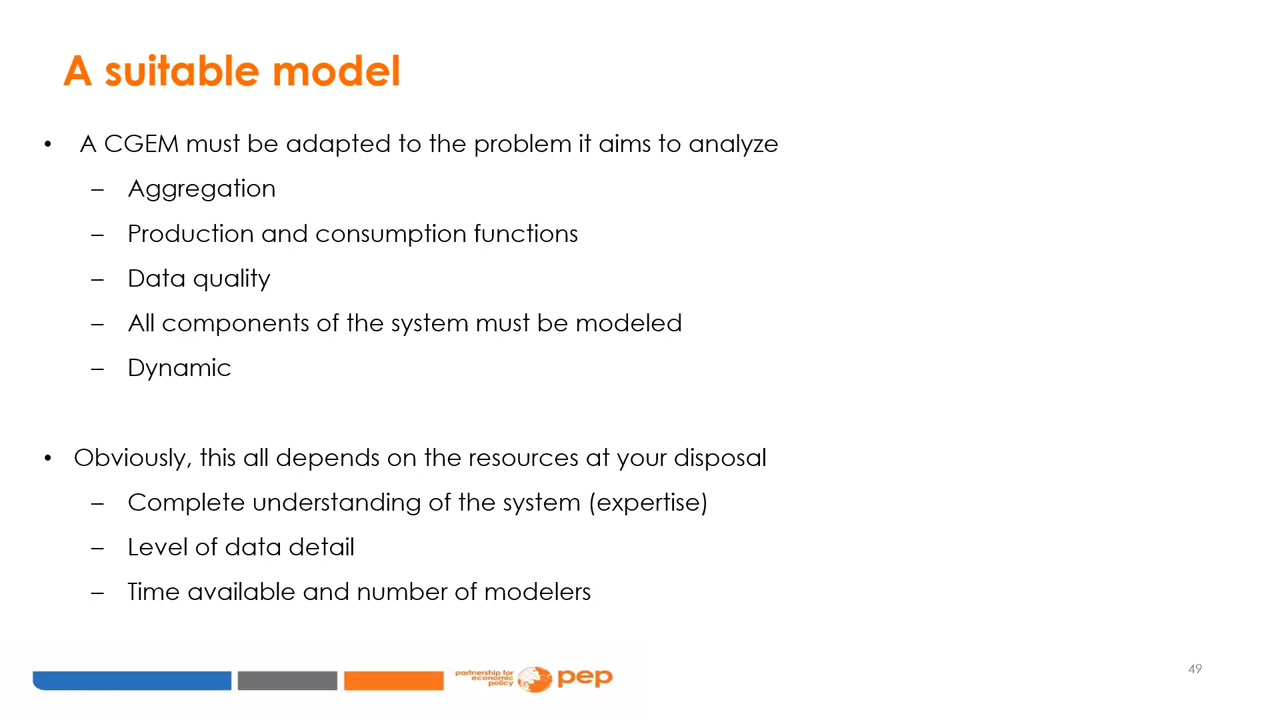 A suitable model
• A CGEM must be adapted to the problem it aims to analyze
– Aggregation
– Production and consumption functions
– Data quality
– All components of the system must be modeled
– Dynamic
• Obviously, this all depends on the resources at your disposal
– Complete understanding of the system (expertise)
– Level of data detail
– Time available and number of modelers
partnership for
economic
policy
pep
49